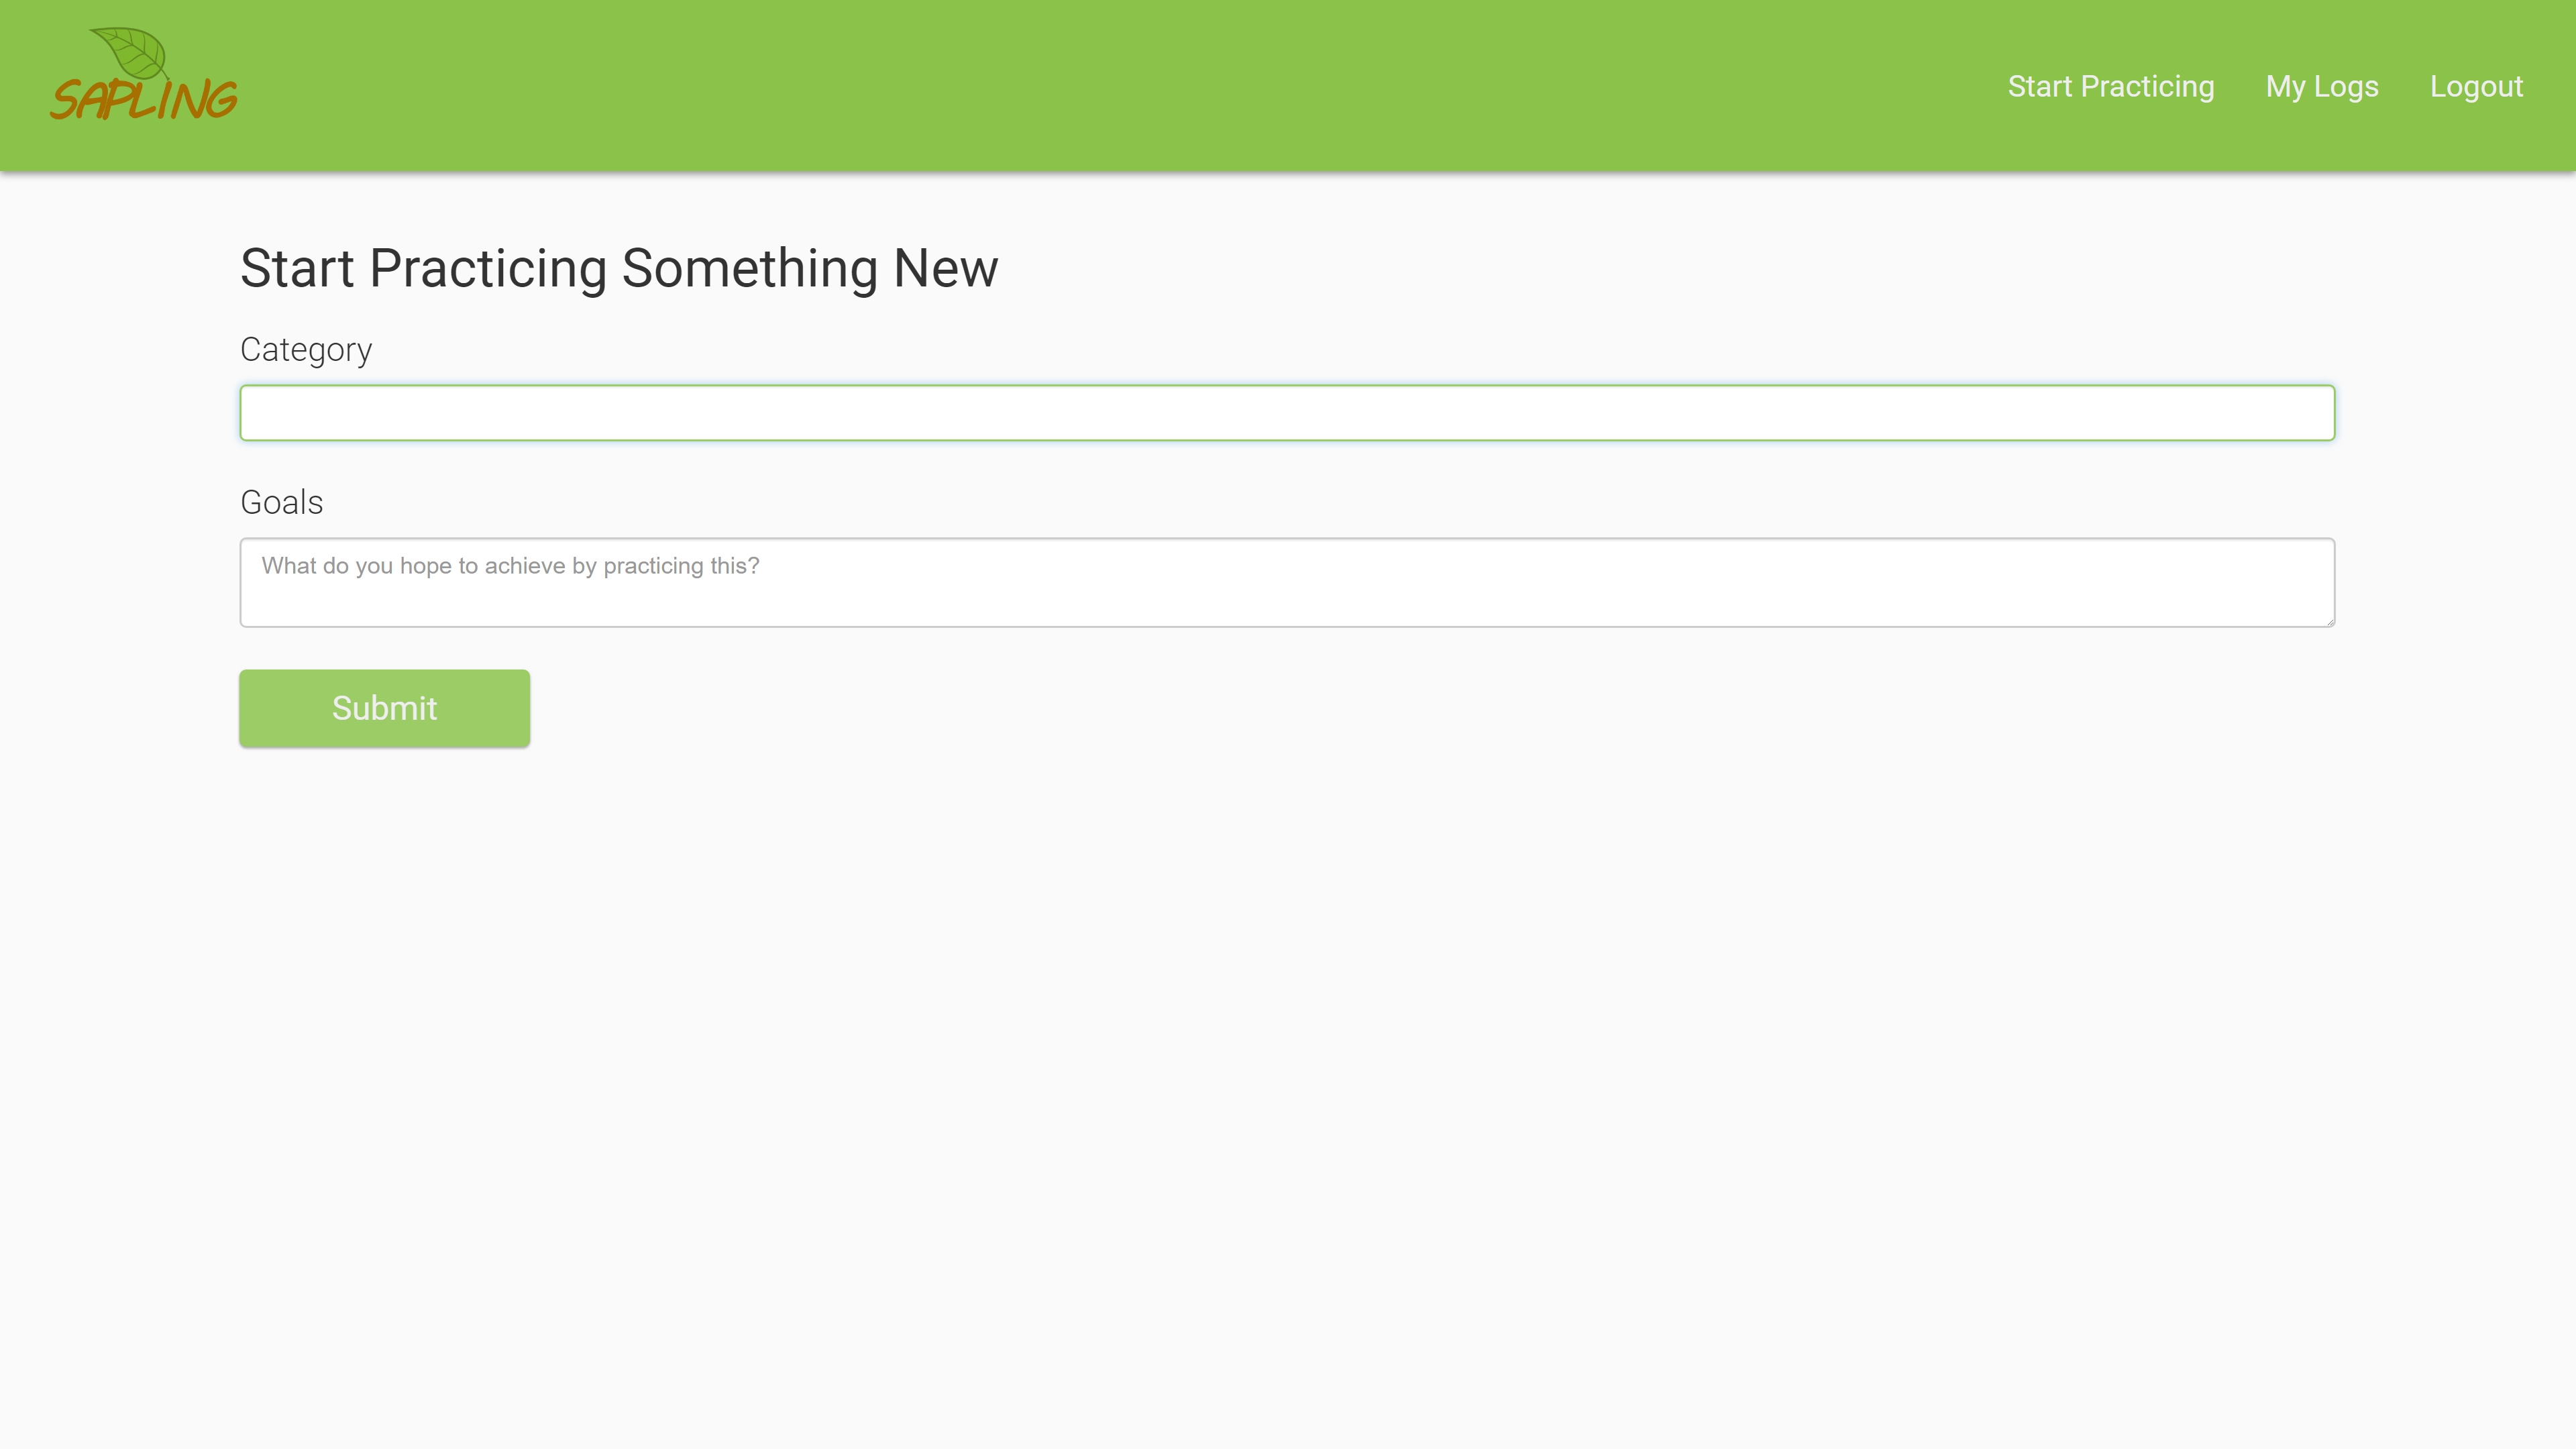 SAPLING
Start Practicing
My Logs
Logout
Start Practicing Something New
Category
Goals
What do you hope to achieve by practicing this?
Submit